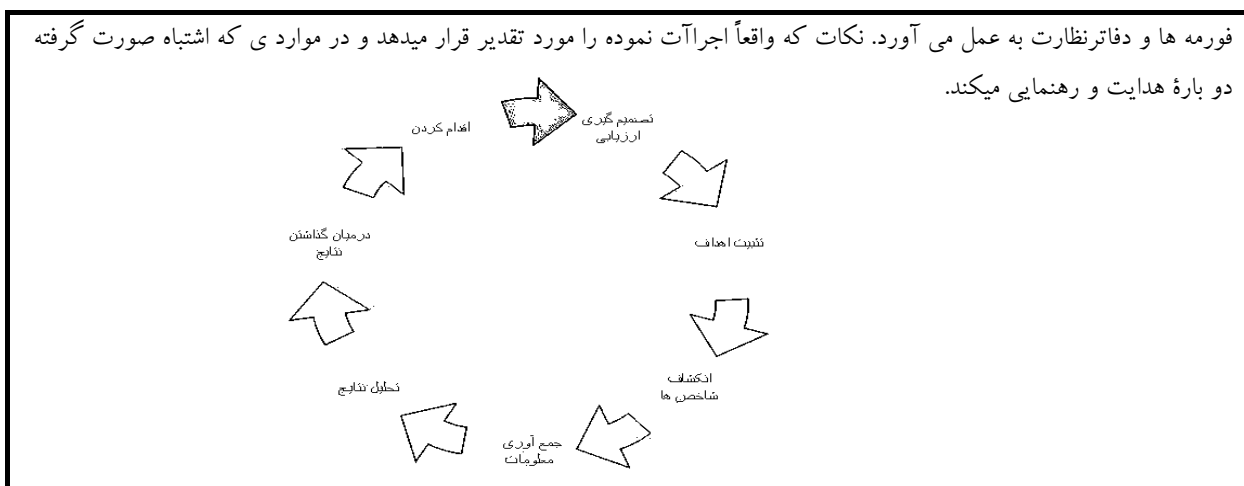 فورمه ها و دفاترنظارت به عمل می آورد. نکات که واقعاً اجراآت نموده را مورد تقدیر قرار میدهد و در موارد ی که اشتباه صورت گرفته
دو بارۀ هدایت و رهنمایی میکند.
تصمیم گیری
ارزیابی
تثبیت اهداف
انکشاف
شاخص ها
جمع آوری
معلومات
تحلیل نتایج
درمیان گذاشتن
نتایج
اقدام کردن